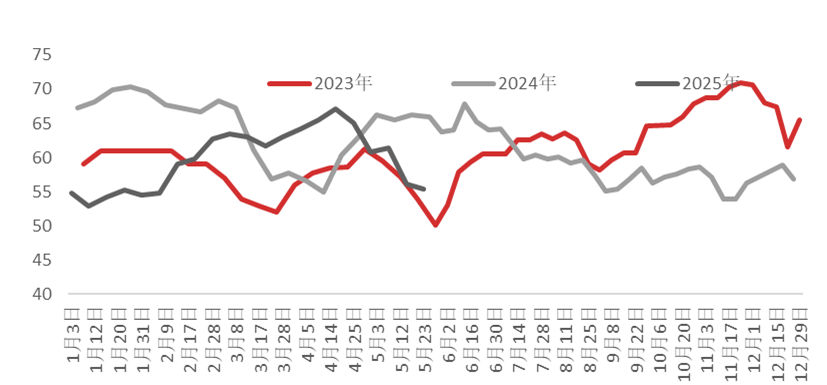 75
70
65
60
55
50
45
40
2023年
2024年
2025年
1月3日
1月12日
1月20日
1月31日
2月9日
2月17日
2月28日
3月8日
3月17日
3月28日
4月5日
4月14日
4月25日
5月3日
5月12日
5月23日
6月2日
6月16日
6月30日
7月14日
7月28日
8月11日
8月25日
9月8日
9月22日
10月6日
10月20日
11月3日
11月17日
12月1日
12月15日
12月29日